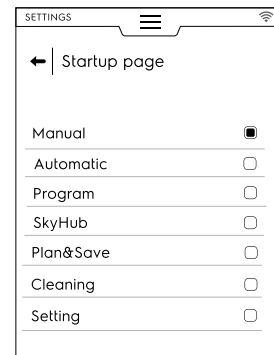 SETTINGS
Startup page
Manual
Automatic
Program
SkyHub
Plan&Save
Cleaning
Setting